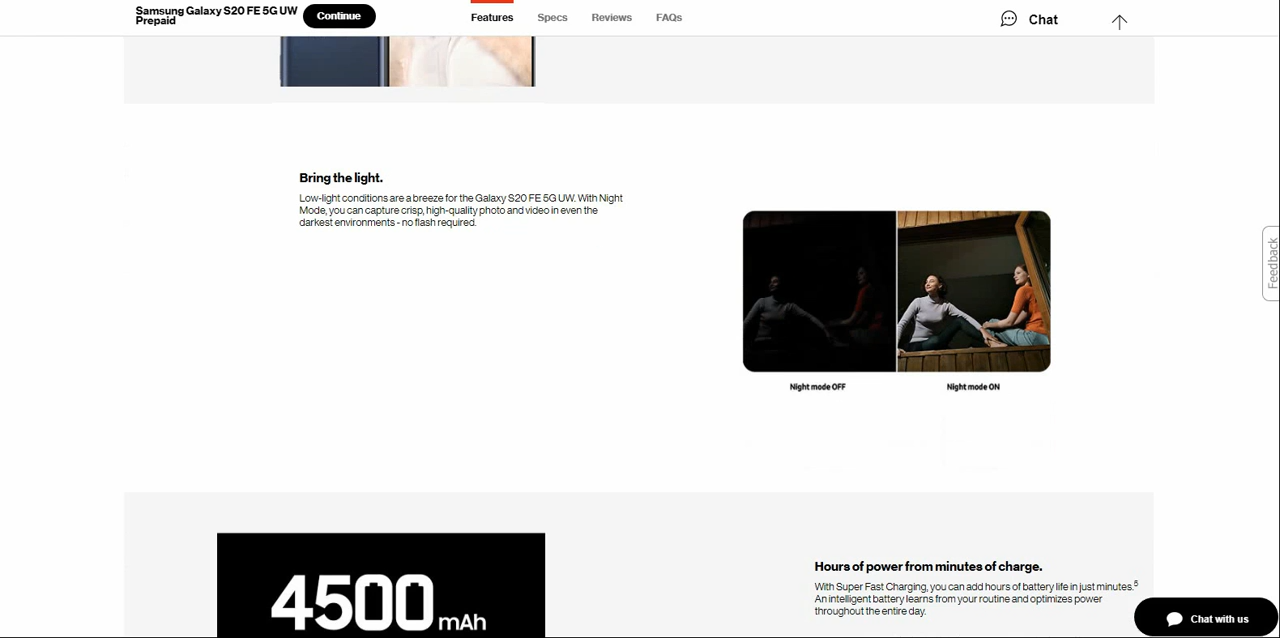 Samsung Galaxy S20 FE 5G UW
Prepaid
Continue
Features
Specs
Reviews
FAQs
Chat
Bring the light.
Low-light conditions are a breeze for the Galaxy S20 FE 5G UW. With Night
Mode, you can capture crisp, high-quality photo and video in even the
darkest environments - no flash required.
Night mode OFF
Night mode ON
Feedback
4500 mAh
Hours of power from minutes of charge.
With Super Fast Charging, you can add hours of battery life in just minutes.5
An intelligent battery learns from your routine and optimizes power
throughout the entire day.
Chat with us